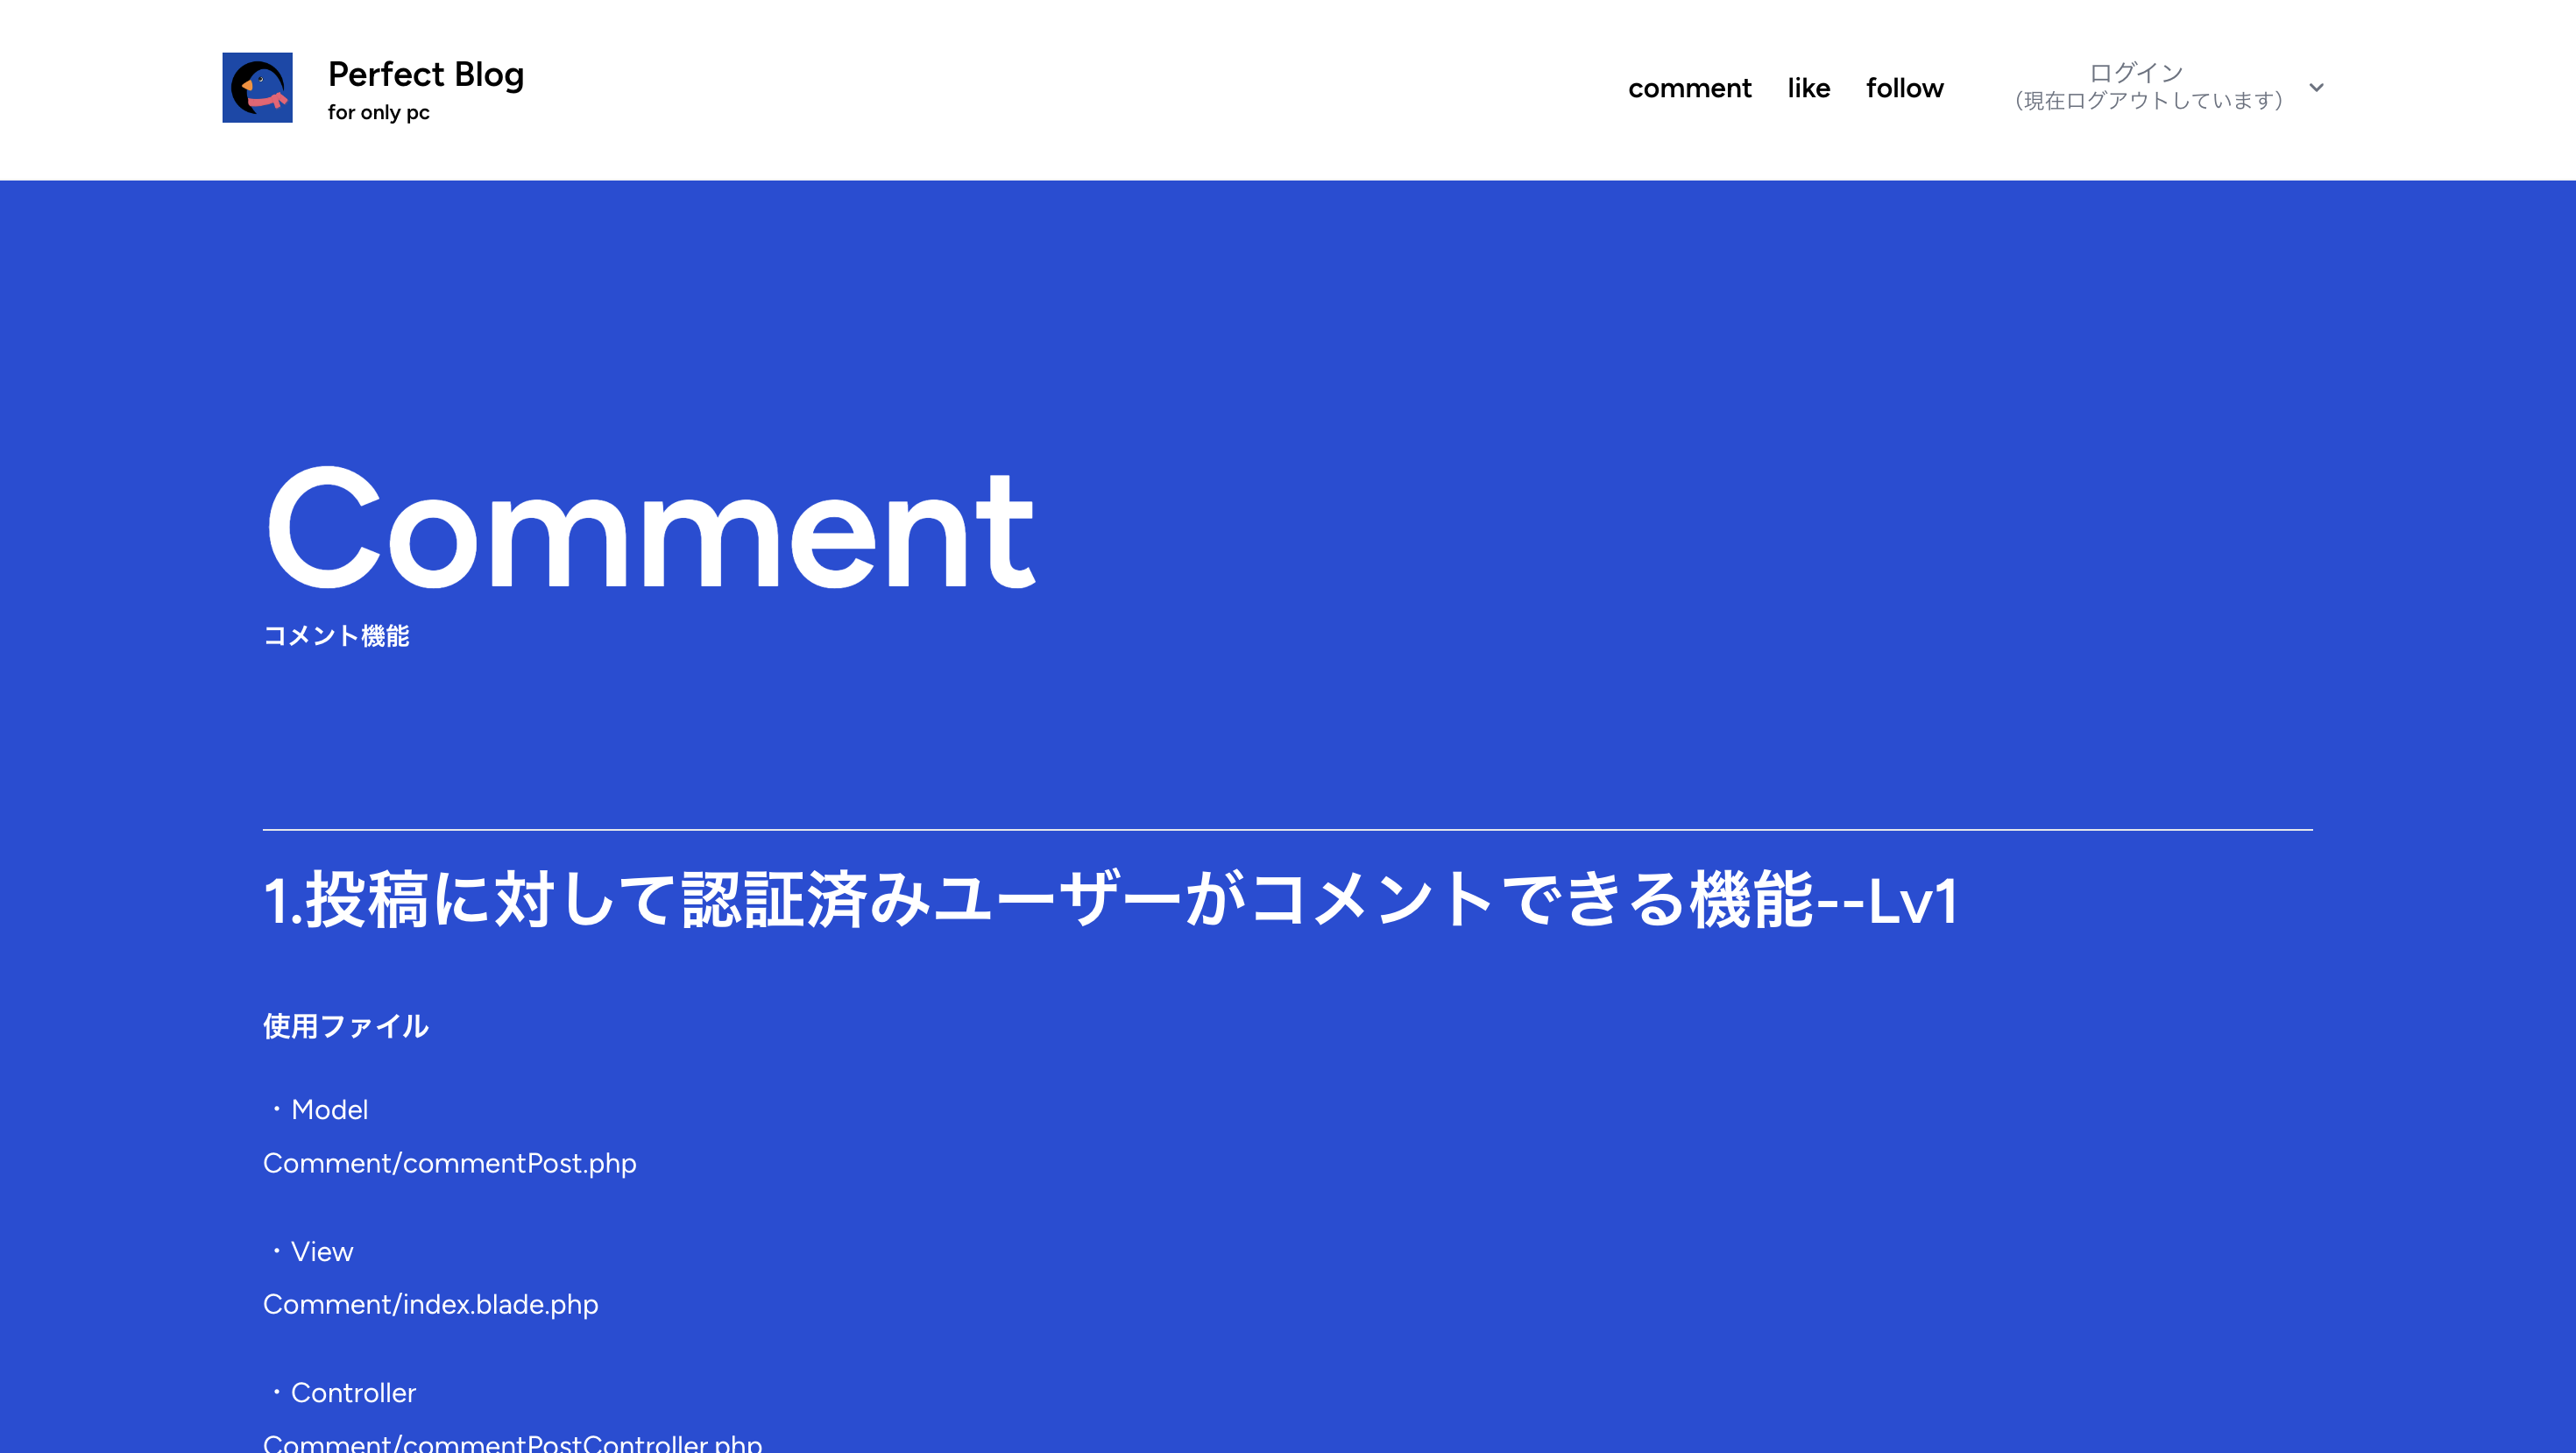 Perfect Blog
for only pc
comment like follow
ログイン
（現在ログアウトしています）
Comment
コメント機能
1.投稿に対して認証済みユーザーがコメントできる機能--Lv1
使用ファイル
・Model
Comment/commentPost.php
・View
Comment/index.blade.php
・Controller
Comment/commentPostController.php